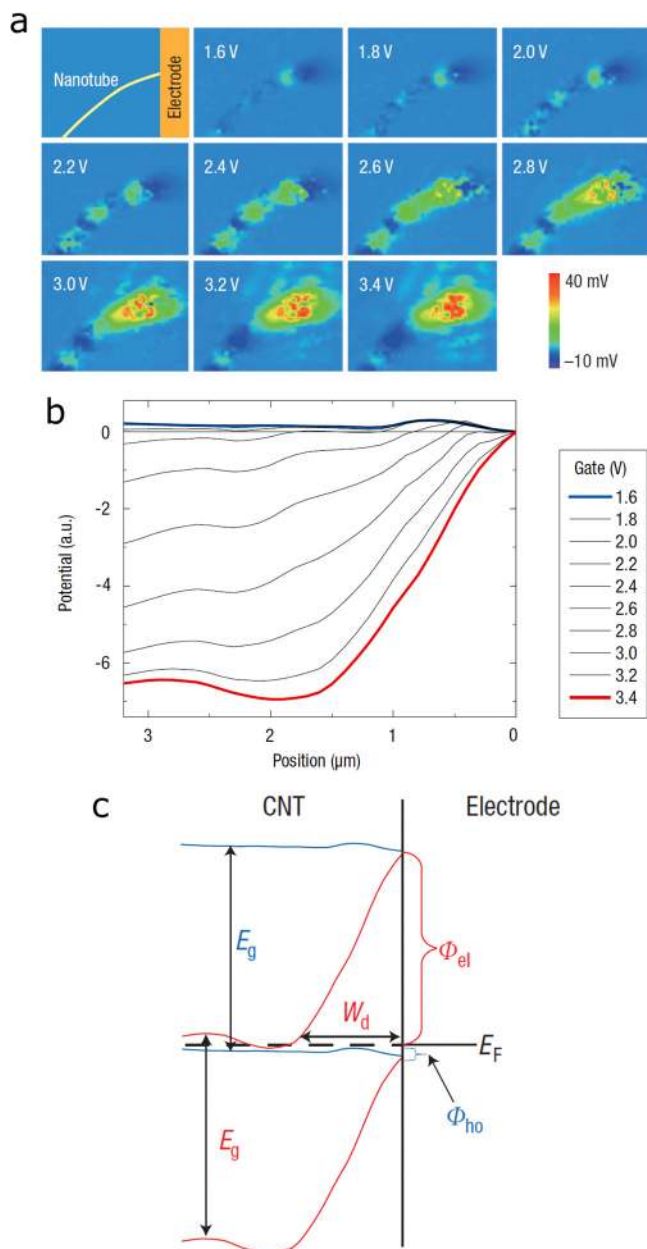 a
Nanotube
Electrode
1.6 V
1.8 V
2.0 V
2.2 V
2.4 V
2.6 V
2.8 V
3.0 V
3.2 V
3.4 V
40 mV
–10 mV
b
0
-2
-4
-6
Potential (a.u.)
3
2
1
0
Position (µm)
Gate (V)
1.6
1.8
2.0
2.2
2.4
2.6
2.8
3.0
3.2
3.4
c
CNT
Electrode
Eg
Φel
Wd
EF
Φho
Eg